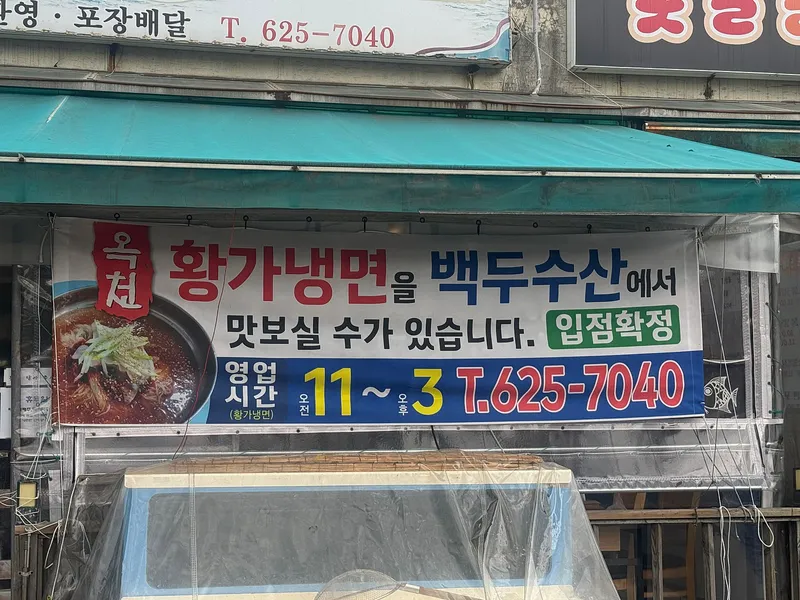 환영 · 포장배달 T. 625-7040
옥천
황가냉면을 백두수산에서
맛보실 수가 있습니다. 입점확정
영업시간 (황가냉면) 오전 11 ~ 오후 3 T.625-7040